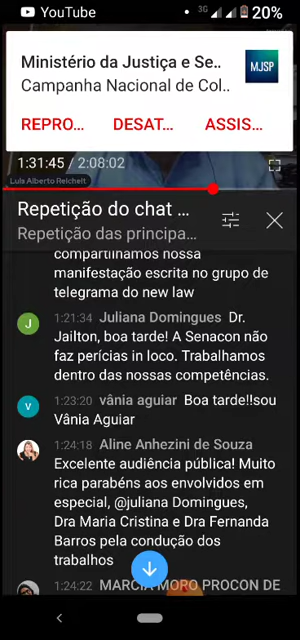 YouTube
3G
20%
Ministério da Justiça e Se..
Campanha Nacional de Col..
MJSP
REPRO...
DESAT...
ASSIS...
1:31:45 / 2:08:02
Luis Alberto Reichelt
Repetição do chat ...
Repetição das principa...
compartilhamos nossa
manifestação escrita no grupo de
telegrama do new law
J
1:21:34 Juliana Domingues Dr.
Jailton, boa tarde! A Senacon não
faz perícias in loco. Trabalhamos
dentro das nossas competências.
v
1:23:20 vânia aguiar Boa tarde!!sou
Vânia Aguiar
1:24:18 Aline Anhezini de Souza
Excelente audiência pública! Muito
rica parabéns aos envolvidos em
especial, @juliana Domingues,
Dra Maria Cristina e Dra Fernanda
Barros pela condução dos
trabalhos
1:24:22 MARCIA MORO PROCON DE